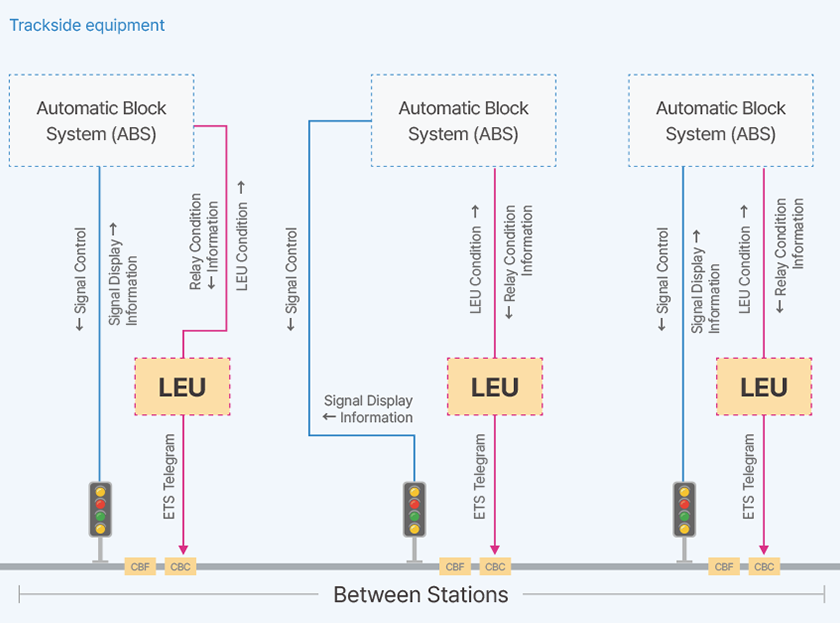 Trackside equipment
Automatic Block
System (ABS)
Automatic Block
System (ABS)
Automatic Block
System (ABS)
← Signal Control
Signal Display →
Information
Relay Condition
← Information
LEU Condition →
← Signal Control
LEU Condition →
← Relay Condition
Information
← Signal Control
Signal Display →
Information
LEU Condition →
← Relay Condition
Information
LEU
Signal Display
← Information
LEU
LEU
ETS Telegram
ETS Telegram
ETS Telegram
CBF
CBC
CBF
CBC
CBF
CBC
Between Stations